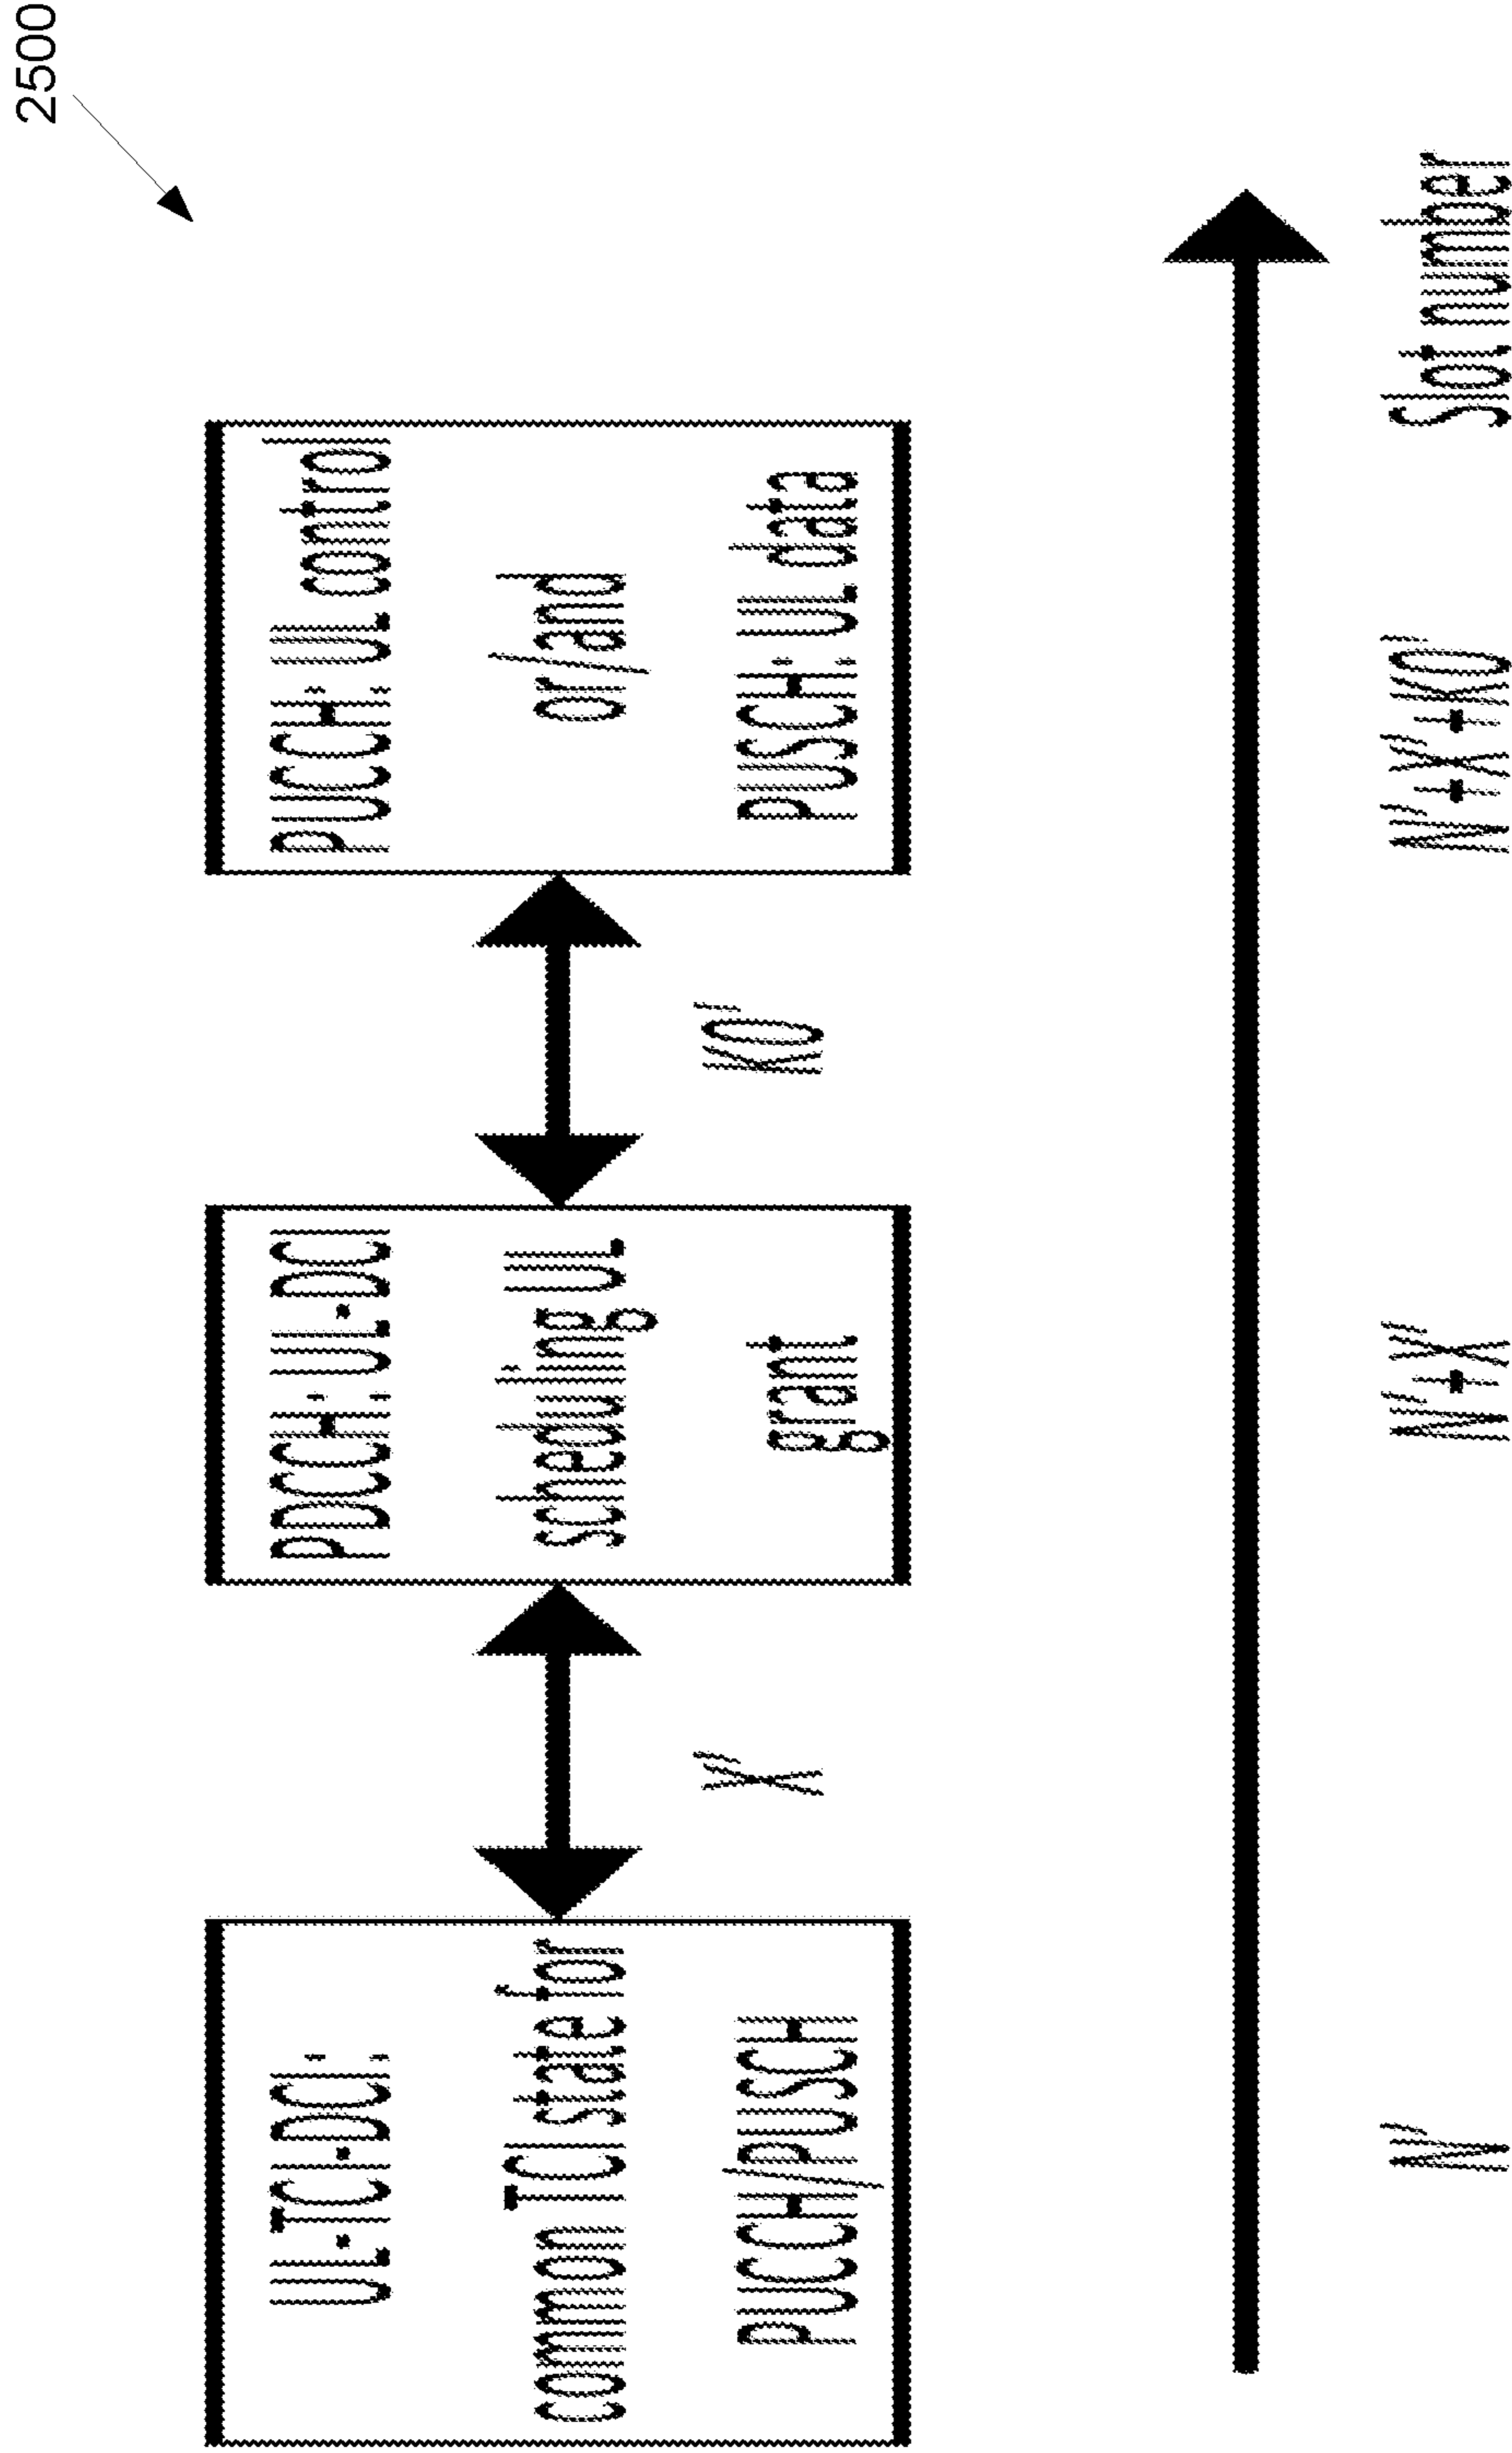 2500
UL-TCI-DCI:
common TCI state for
PUCCH/PUSCH
X'
PDCCH: UL-DCI
scheduling UL
grant
K0'
PUCCH: UL control
or/and
PUSCH: UL data
N'
N'+X'
N'+X'+K0'
Slot number